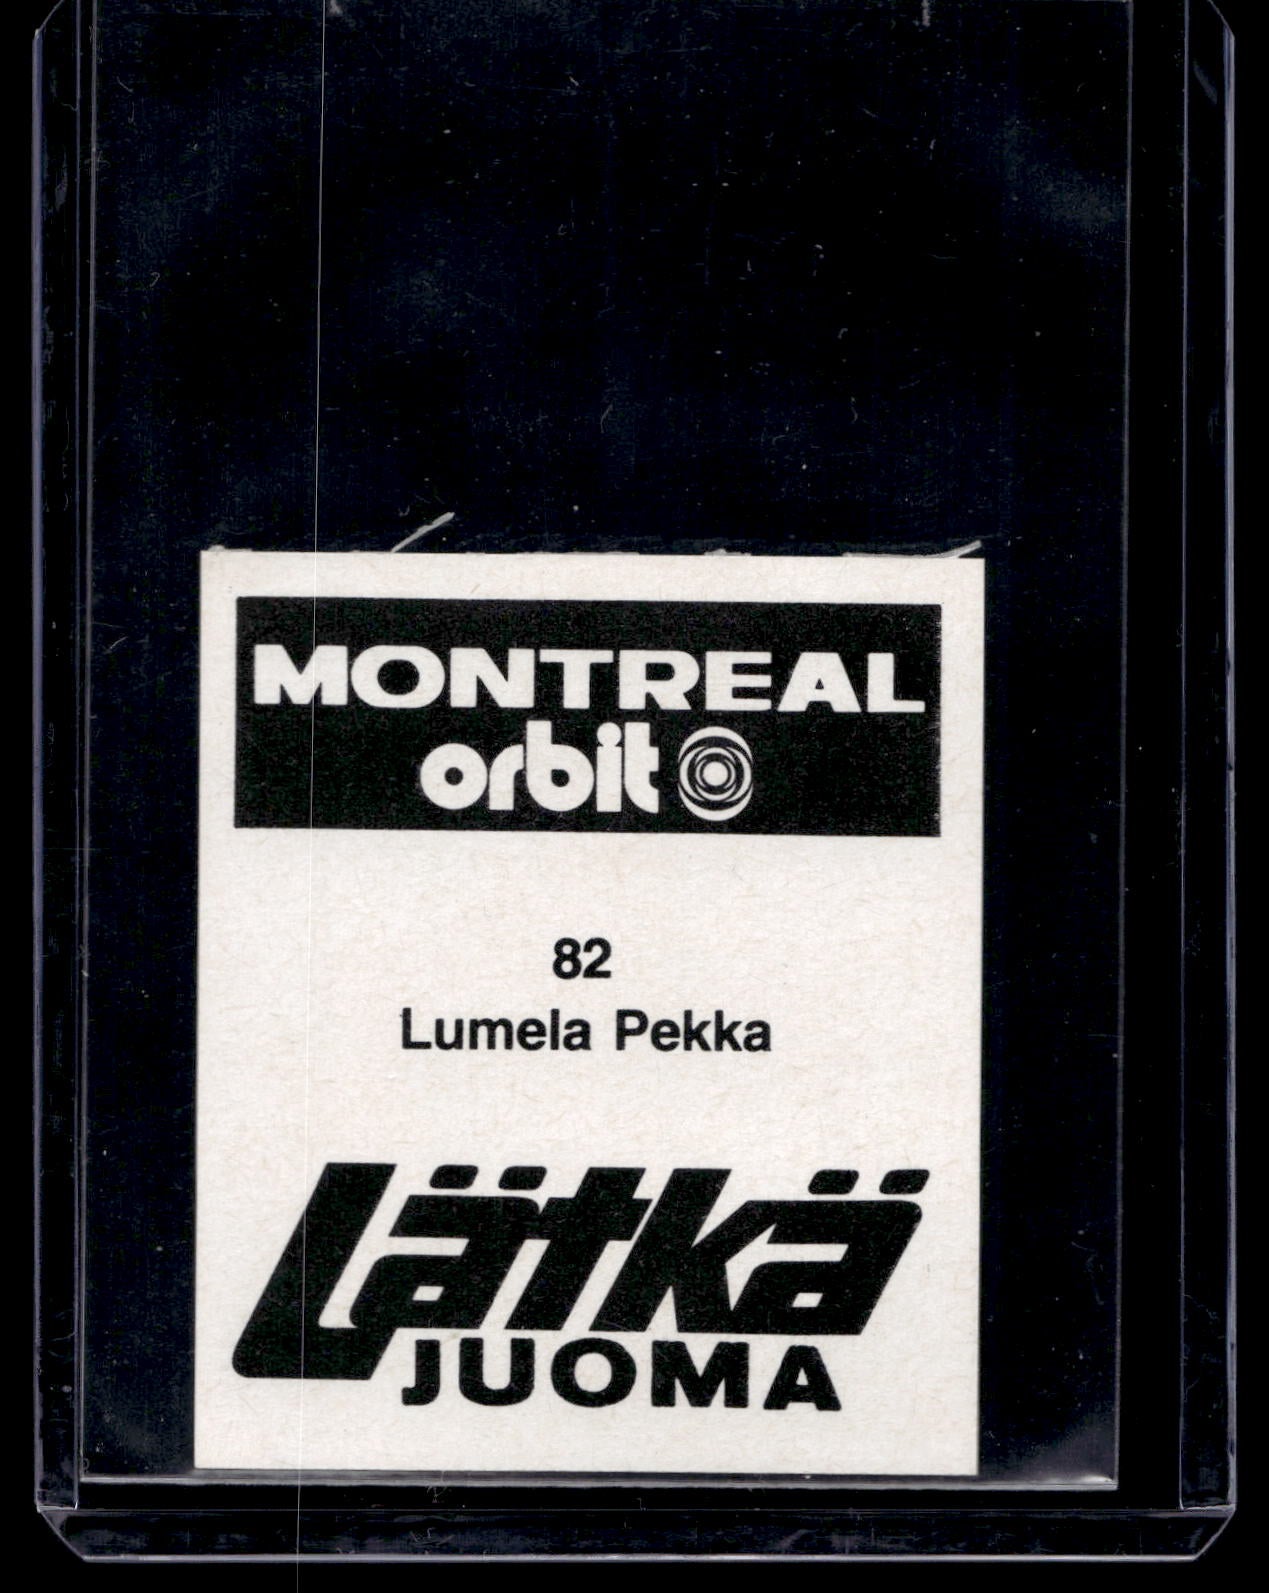 MONTREAL
orbit
82
Lumela Pekka
Lätkä
JUOMA